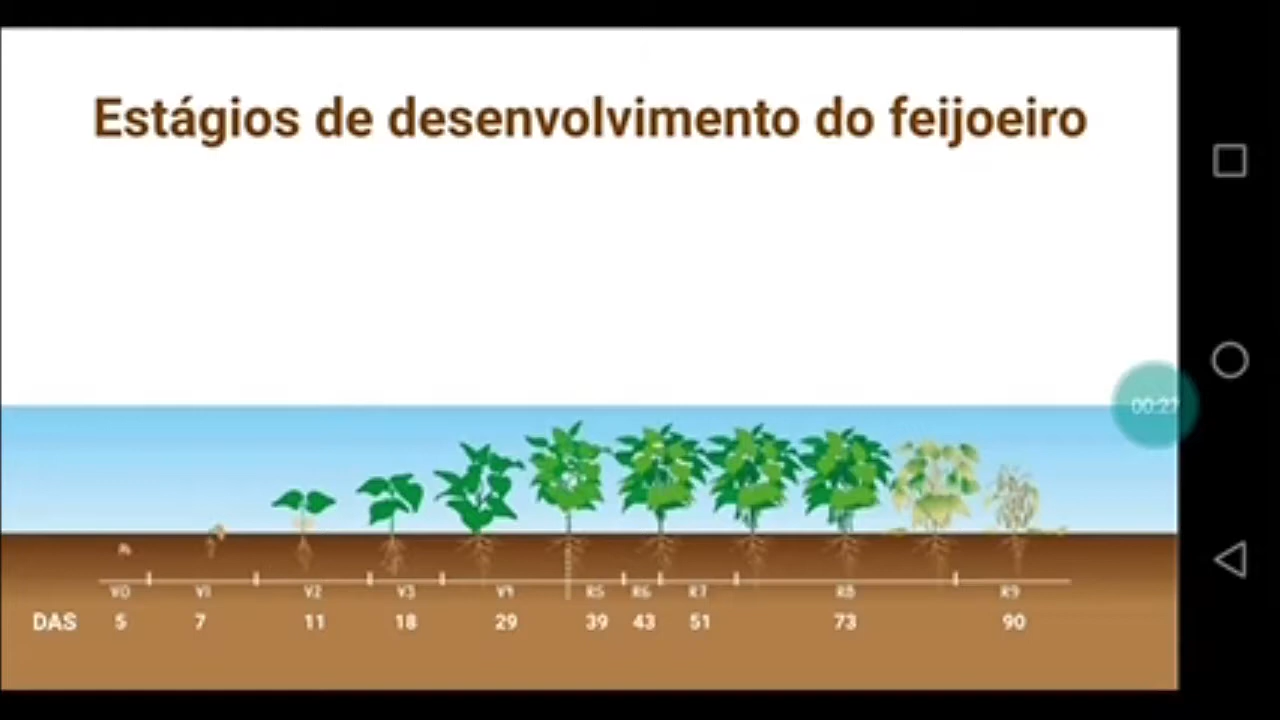 Estágios de desenvolvimento do feijoeiro
00:27
V0 V1 V2 V3 V4 R5 R6 R7 R8 R9
DAS 5 7 11 18 29 39 43 51 73 90